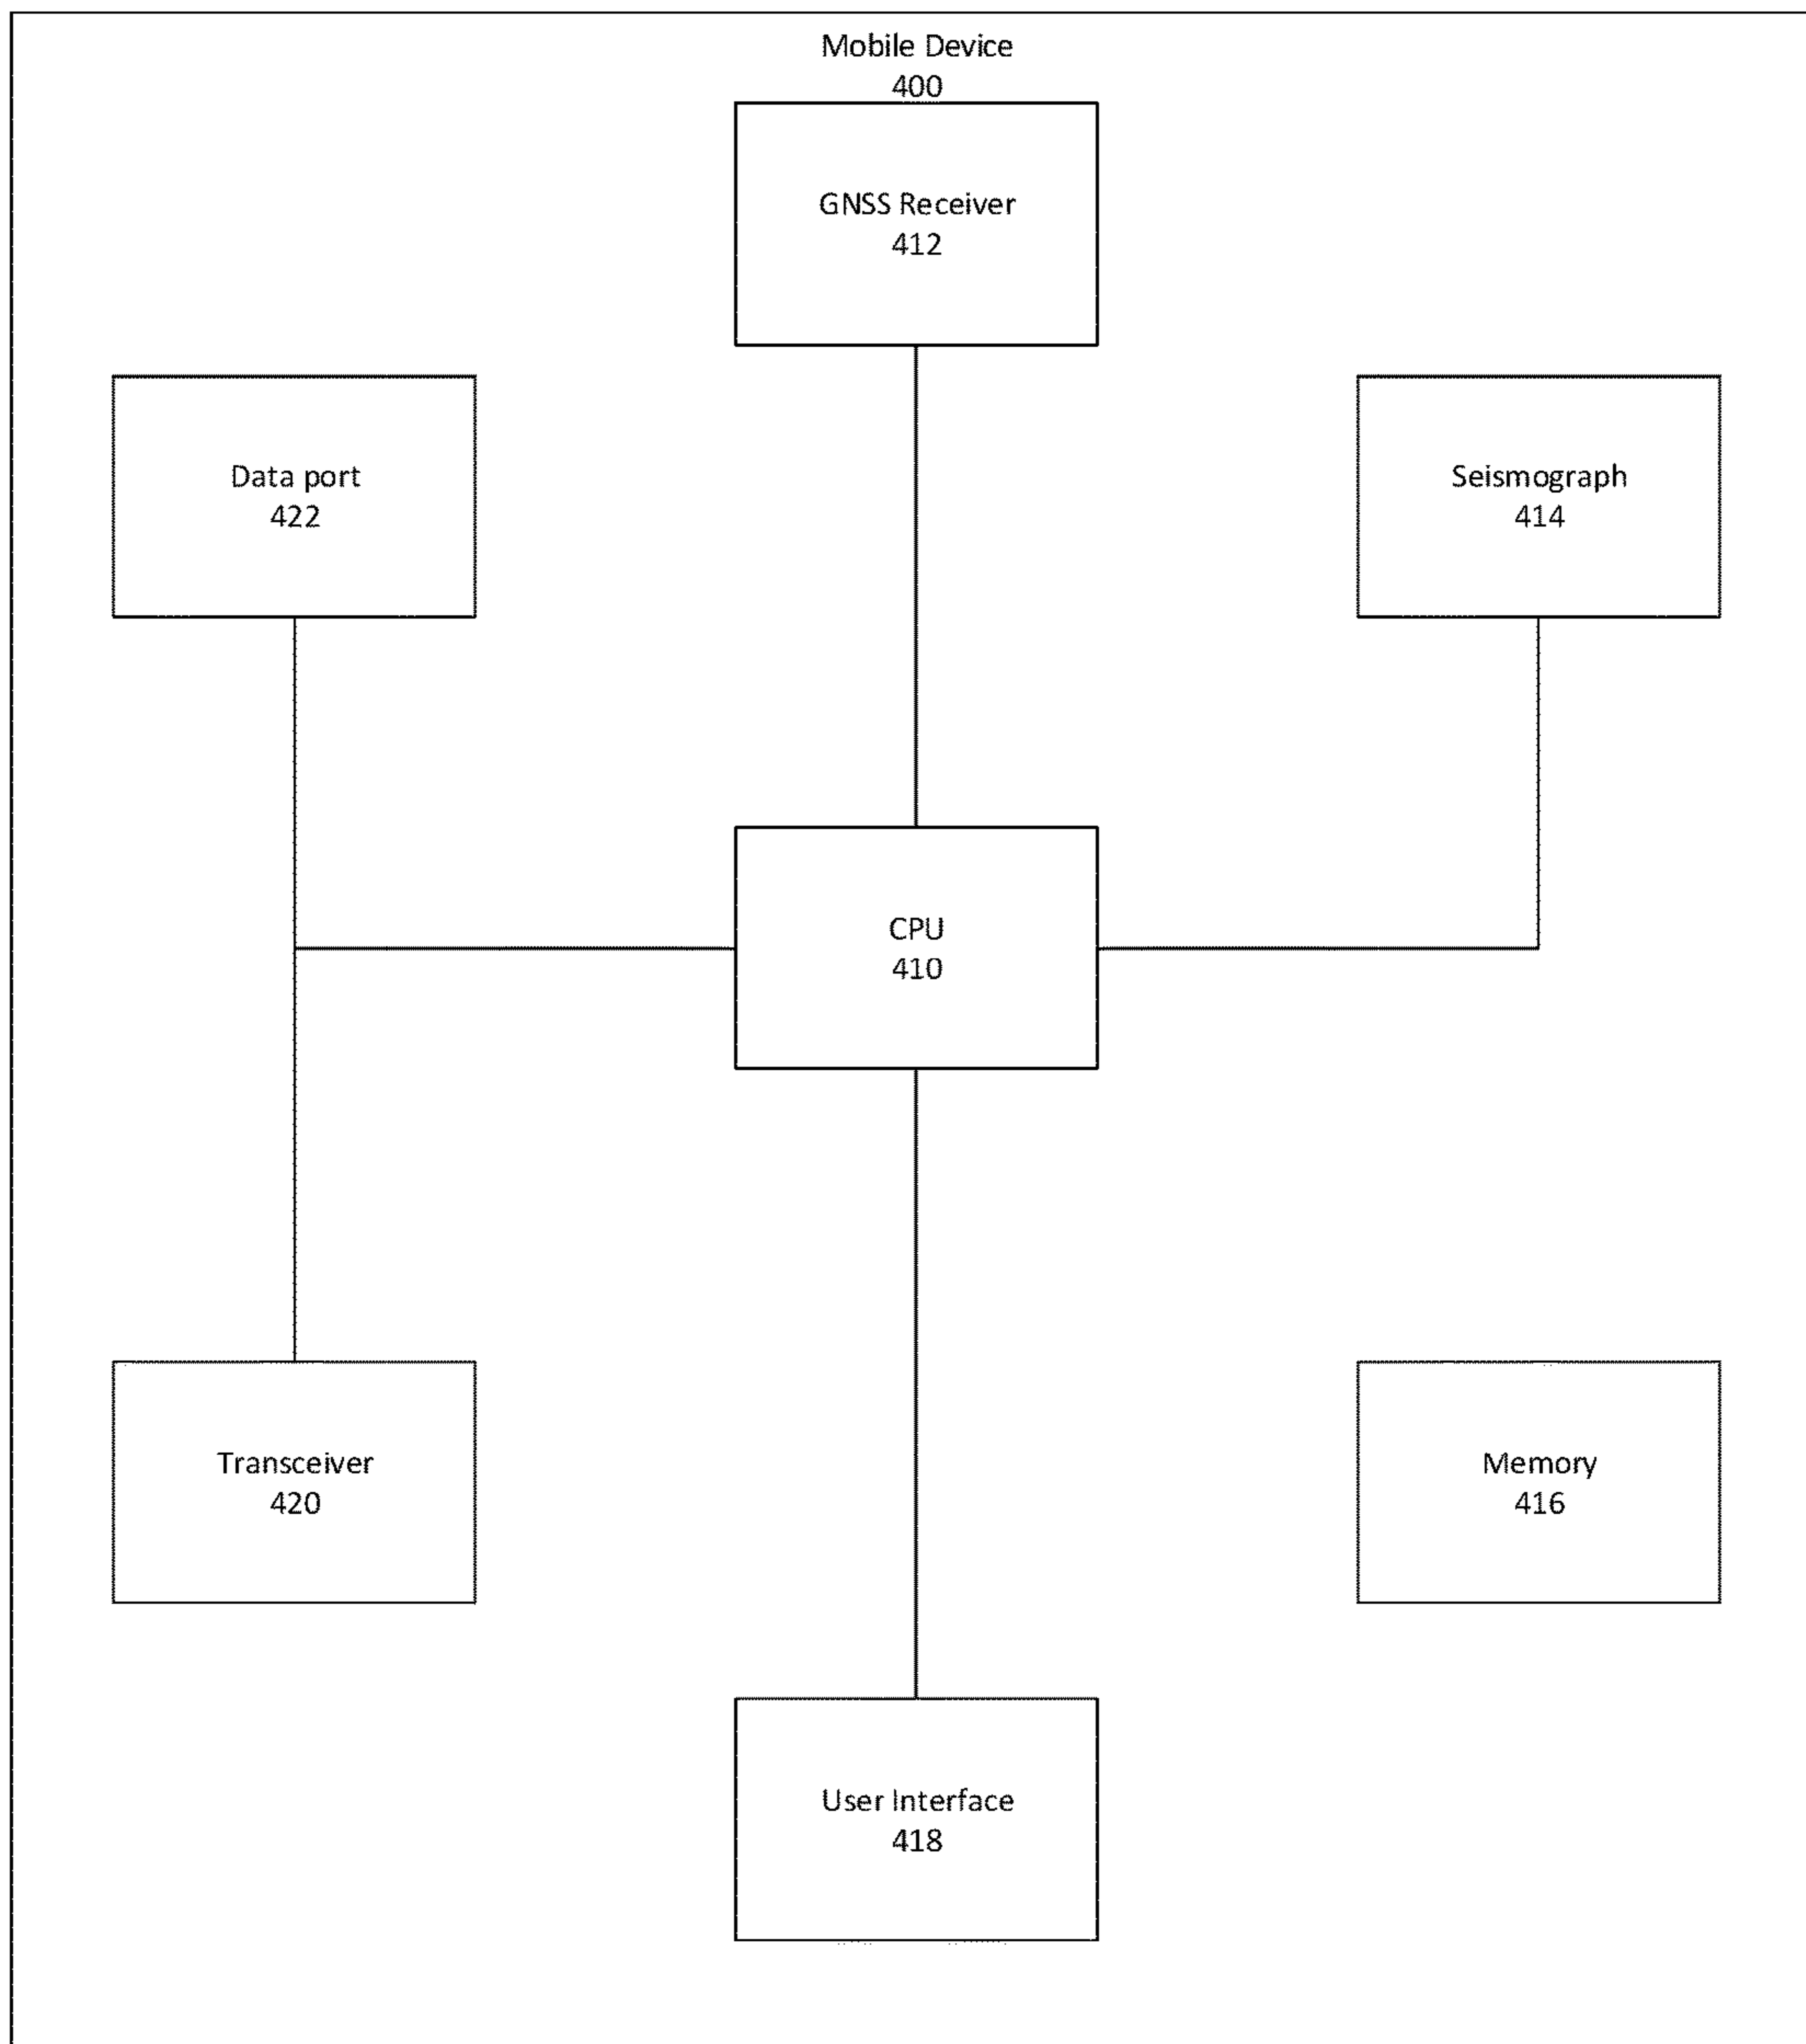 Mobile Device
400
GNSS Receiver
412
Data port
422
Seismograph
414
CPU
410
Transceiver
420
Memory
416
User Interface
418